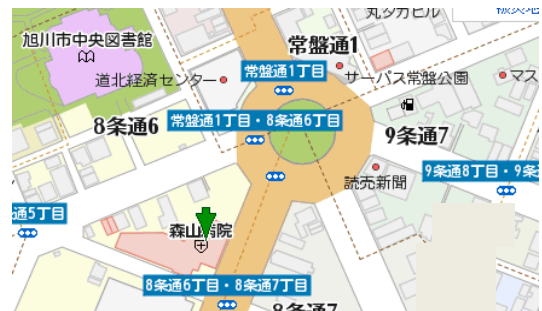 丸タカビル
旭川市中央図書館
常盤通1
道北経済センター
常盤通1丁目
サーパス常盤公園
マス
8条通6
常盤通1丁目・8条通6丁目
9条通7
読売新聞
9条通8丁目・9条
通5丁目
森山病院
8条通6丁目・8条通7丁目
8条通7